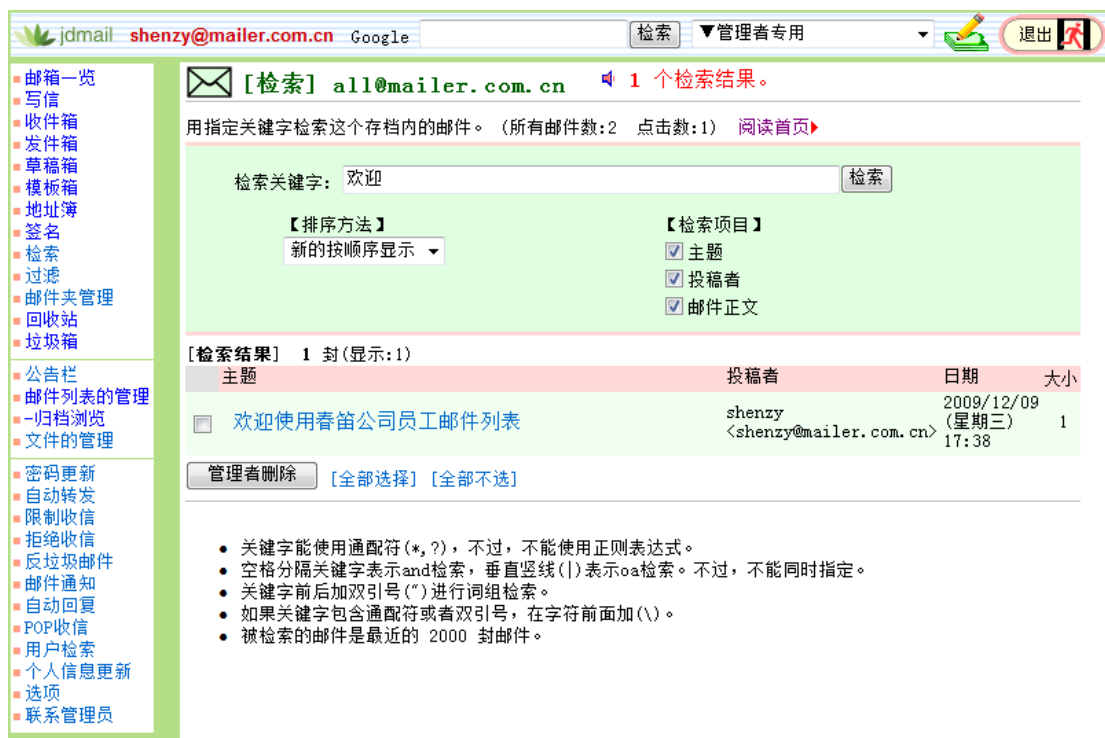 jdmail shenzy@mailer.com.cn Google 检索 ▼管理者专用 退出
邮箱一览
写信
收件箱
发件箱
草稿箱
模板箱
地址簿
签名
检索
过滤
邮件夹管理
回收站
垃圾箱
公告栏
邮件列表的管理
-归档浏览
文件的管理
密码更新
自动转发
限制收信
拒绝收信
反垃圾邮件
邮件通知
自动回复
POP收信
用户检索
个人信息更新
选项
联系管理员
[检索] all@mailer.com.cn 1 个检索结果。
用指定关键字检索这个存档内的邮件。（所有邮件数:2 点击数:1） 阅读首页
检索关键字: 欢迎 检索
【排序方法】 【检索项目】
新的按顺序显示 主题
投稿者
邮件正文
[检索结果] 1 封(显示:1)
主题 投稿者 日期 大小
欢迎使用春笛公司员工邮件列表 shenzy <shenzy@mailer.com.cn> 2009/12/09 (星期三) 17:38 1
管理者删除 [全部选择] [全部不选]
● 关键字能使用通配符(*,?)，不过，不能使用正则表达式。
● 空格分隔关键字表示and检索，垂直竖线(|)表示oa检索。不过，不能同时指定。
● 关键字前后加双引号(")进行词组检索。
● 如果关键字包含通配符或者双引号，在字符前面加(\)。
● 被检索的邮件是最近的 2000 封邮件。